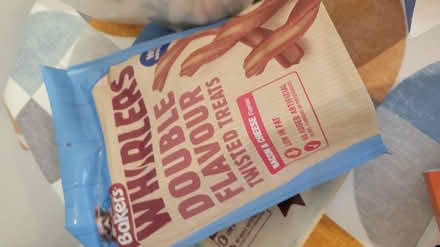 Bakers
WHIRLERS
DOUBLE
FLAVOUR
TWISTED TREATS
BACON & CHEESE
LOW IN FAT
NO ADDED ARTIFICIAL